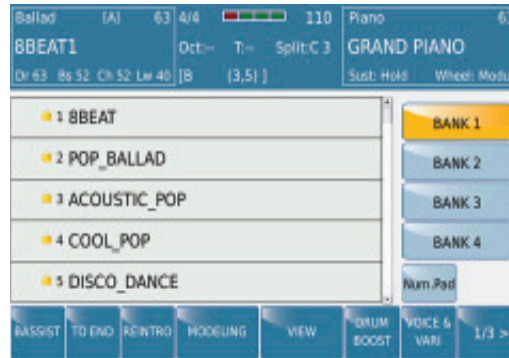 Ballad [A] 63 4/4 110 Piano
8BEAT1 Oct:-- T:-- Split:C 3 GRAND PIANO
Dr 63 Bs 52 Ch 52 Lw 40 [B (3,5) ] Sust: Hold Wheel: Modu
1 8BEAT
2 POP_BALLAD
3 ACOUSTIC_POP
4 COOL_POP
5 DISCO_DANCE
BANK 1
BANK 2
BANK 3
BANK 4
Num.Pad
BASSIST TO END REINTRO MODELING VIEW DRUM BOOST VOICE & VARI 1/3 >